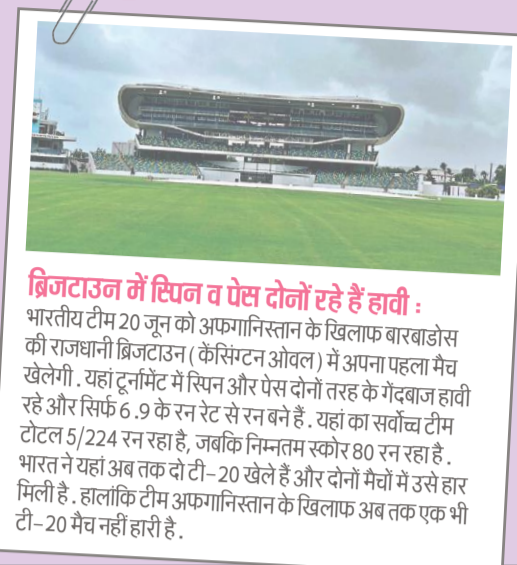 ब्रिजटाउन में स्पिन व पेस दोनों रहे हैं हावी :
भारतीय टीम 20 जून को अफगानिस्तान के खिलाफ बारबाडोस
की राजधानी ब्रिजटाउन ( केंसिंग्टन ओवल ) में अपना पहला मैच
खेलेगी . यहां टूर्नामेंट में स्पिन और पेस दोनों तरह के गेंदबाज हावी
रहे और सिर्फ 6.9 के रन रेट से रन बने हैं . यहां का सर्वोच्च टीम
टोटल 5/224 रन रहा है, जबकि निम्नतम स्कोर 80 रन रहा है .
भारत ने यहां अब तक दो टी-20 खेले हैं और दोनों मैचों में उसे हार
मिली है . हालांकि टीम अफगानिस्तान के खिलाफ अब तक एक भी
टी-20 मैच नहीं हारी है .